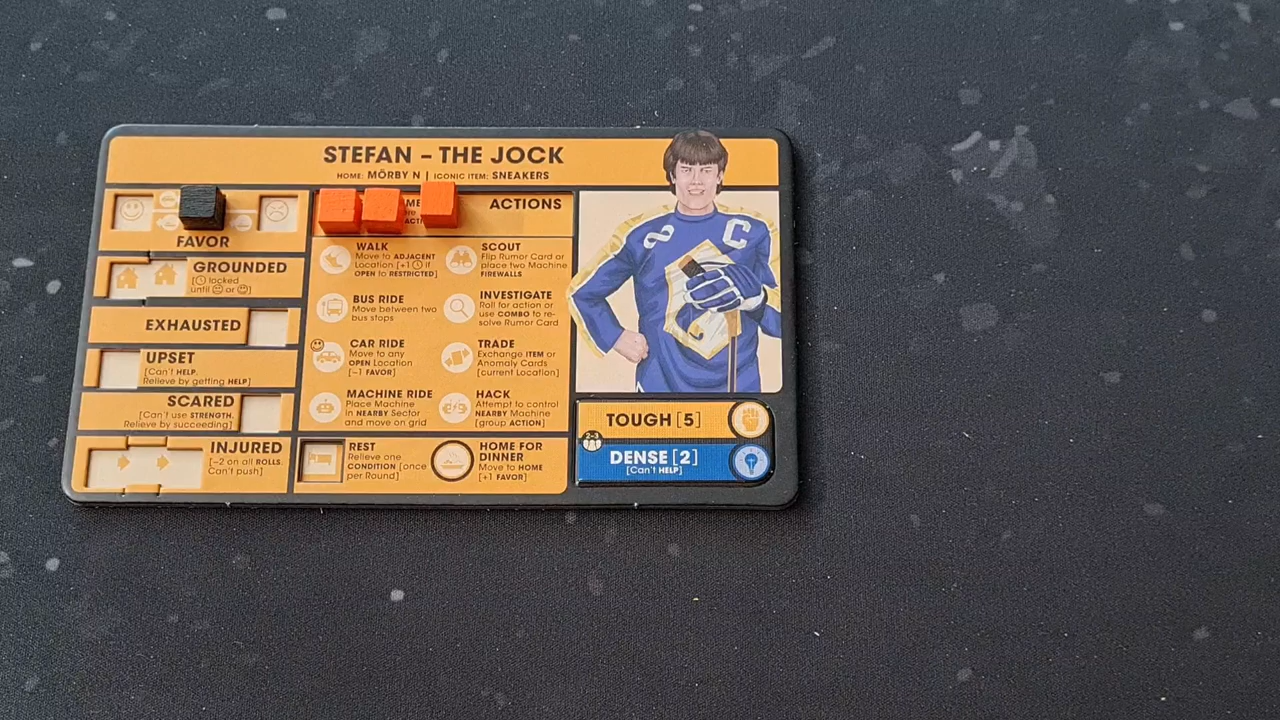 STEFAN – THE JOCK
HOME: MÖRBY N | ICONIC ITEM: SNEAKERS
FAVOR
GROUNDED
[locked
until or]
EXHAUSTED
UPSET
[Can't HELP.
Relieve by getting HELP]
SCARED
[Can't use STRENGTH.
Relieve by succeeding]
INJURED
[–2 on all ROLLS.
Can't push]
ACTIONS
WALK
Move to ADJACENT
Location [+1 if
OPEN to RESTRICTED]
BUS RIDE
Move between two
bus stops
CAR RIDE
Move to any
OPEN Location
[–1 FAVOR]
MACHINE RIDE
Place Machine
in NEARBY Sector
and move on grid
REST
Relieve one
CONDITION [once
per Round]
SCOUT
Flip Rumor Card or
place two Machine
FIREWALLS
INVESTIGATE
Roll for action or
use COMBO to re-
solve Rumor Card
TRADE
Exchange ITEM or
Anomaly Cards
[current Location]
HACK
Attempt to control
NEARBY Machine
[group ACTION]
HOME FOR
DINNER
Move to HOME
[+1 FAVOR]
C
TOUGH [5]
2-3
DENSE [2]
[Can't HELP]